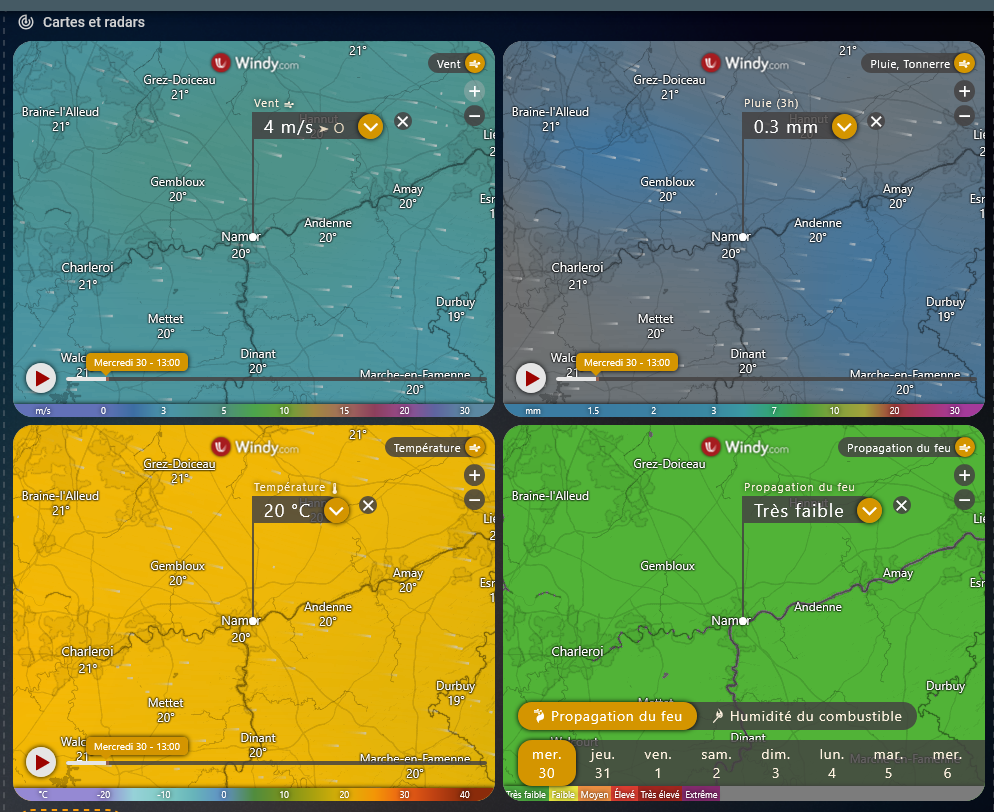 Cartes et radars
21°
Windy.com
Vent
Grez-Doiceau
21°
Vent
Braine-l'Alleud
21°
4 m/s ➢ O
Gembloux
20°
Amay
20°
Andenne
20°
Namur
20°
Charleroi
21°
Durbuy
19°
Mettet
20°
Dinant
20°
Mercredi 30 - 13:00
Marche-en-Famenne
20°
m/s 0 3 5 10 15 20 30
21°
Windy.com
Pluie, Tonnerre
Grez-Doiceau
21°
Pluie (3h)
Braine-l'Alleud
21°
0.3 mm
Gembloux
20°
Amay
20°
Andenne
20°
Namur
20°
Charleroi
21°
Durbuy
19°
Mettet
20°
Dinant
20°
Mercredi 30 - 13:00
Marche-en-Famenne
20°
mm 1.5 2 3 7 10 20 30
21°
Windy.com
Température
Grez-Doiceau
21°
Température
Braine-l'Alleud
21°
20 °C
Gembloux
20°
Amay
20°
Andenne
20°
Namur
20°
Charleroi
21°
Durbuy
19°
Mettet
20°
Dinant
20°
Mercredi 30 - 13:00
Marche-en-Famenne
20°
°C -20 -10 0 10 20 30 40
Windy.com
Propagation du feu
Grez-Doiceau
Propagation du feu
Braine-l'Alleud
Très faible
Gembloux
Amay
Andenne
Namur
Charleroi
Durbuy
Propagation du feu
Humidité du combustible
Dinant
mer. jeu. ven. sam. dim. lun. mar. mer.
30 31 1 2 3 4 5 6
Marche-en-Famenne
Très faible Faible Moyen Élevé Très élevé Extrême